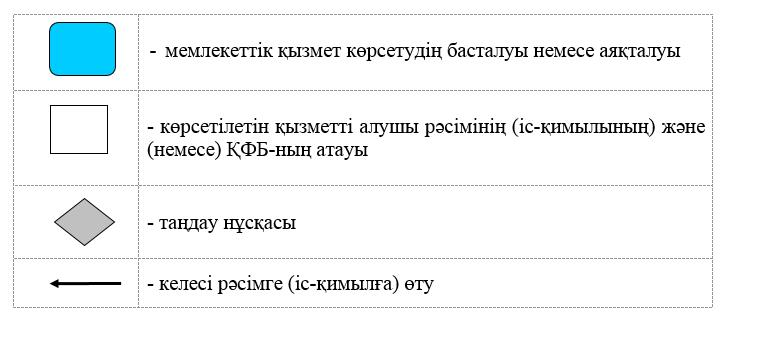 - мемлекеттік қызмет көрсетудің басталуы немесе аяқталуы
- көрсетілетін қызметті алушы рәсімінің (іс-қимылының) және
(немесе) ҚФБ-ның атауы
- таңдау нұсқасы
- келесі рәсімге (іс-қимылға) өту